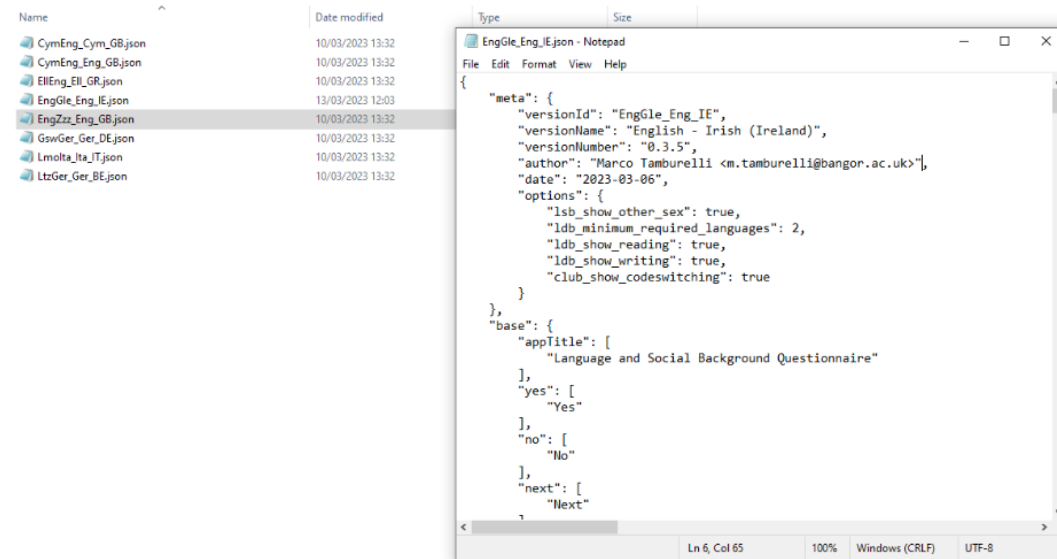 Name Date modified Type Size
CymEng_Cym_GB.json 10/03/2023 13:32
CymEng_Eng_GB.json 10/03/2023 13:32
EllEng_Ell_GR.json 10/03/2023 13:32
EngGle_Eng_IE.json 13/03/2023 12:03
EngZzz_Eng_GB.json 10/03/2023 13:32
GswGer_Ger_DE.json 10/03/2023 13:32
LmoIta_Ita_IT.json 10/03/2023 13:32
LtzGer_Ger_BE.json 10/03/2023 13:32
EngGle_Eng_IE.json - Notepad
File Edit Format View Help
{
"meta": {
"versionId": "EngGle_Eng_IE",
"versionName": "English - Irish (Ireland)",
"versionNumber": "0.3.5",
"author": "Marco Tamburelli <m.tamburelli@bangor.ac.uk>",
"date": "2023-03-06",
"options": {
"lsb_show_other_sex": true,
"ldb_minimum_required_languages": 2,
"ldb_show_reading": true,
"ldb_show_writing": true,
"club_show_codeswitching": true
}
},
"base": {
"appTitle": [
"Language and Social Background Questionnaire"
],
"yes": [
"Yes"
],
"no": [
"No"
],
"next": [
"Next"
]
Ln 6, Col 65 100% Windows (CRLF) UTF-8